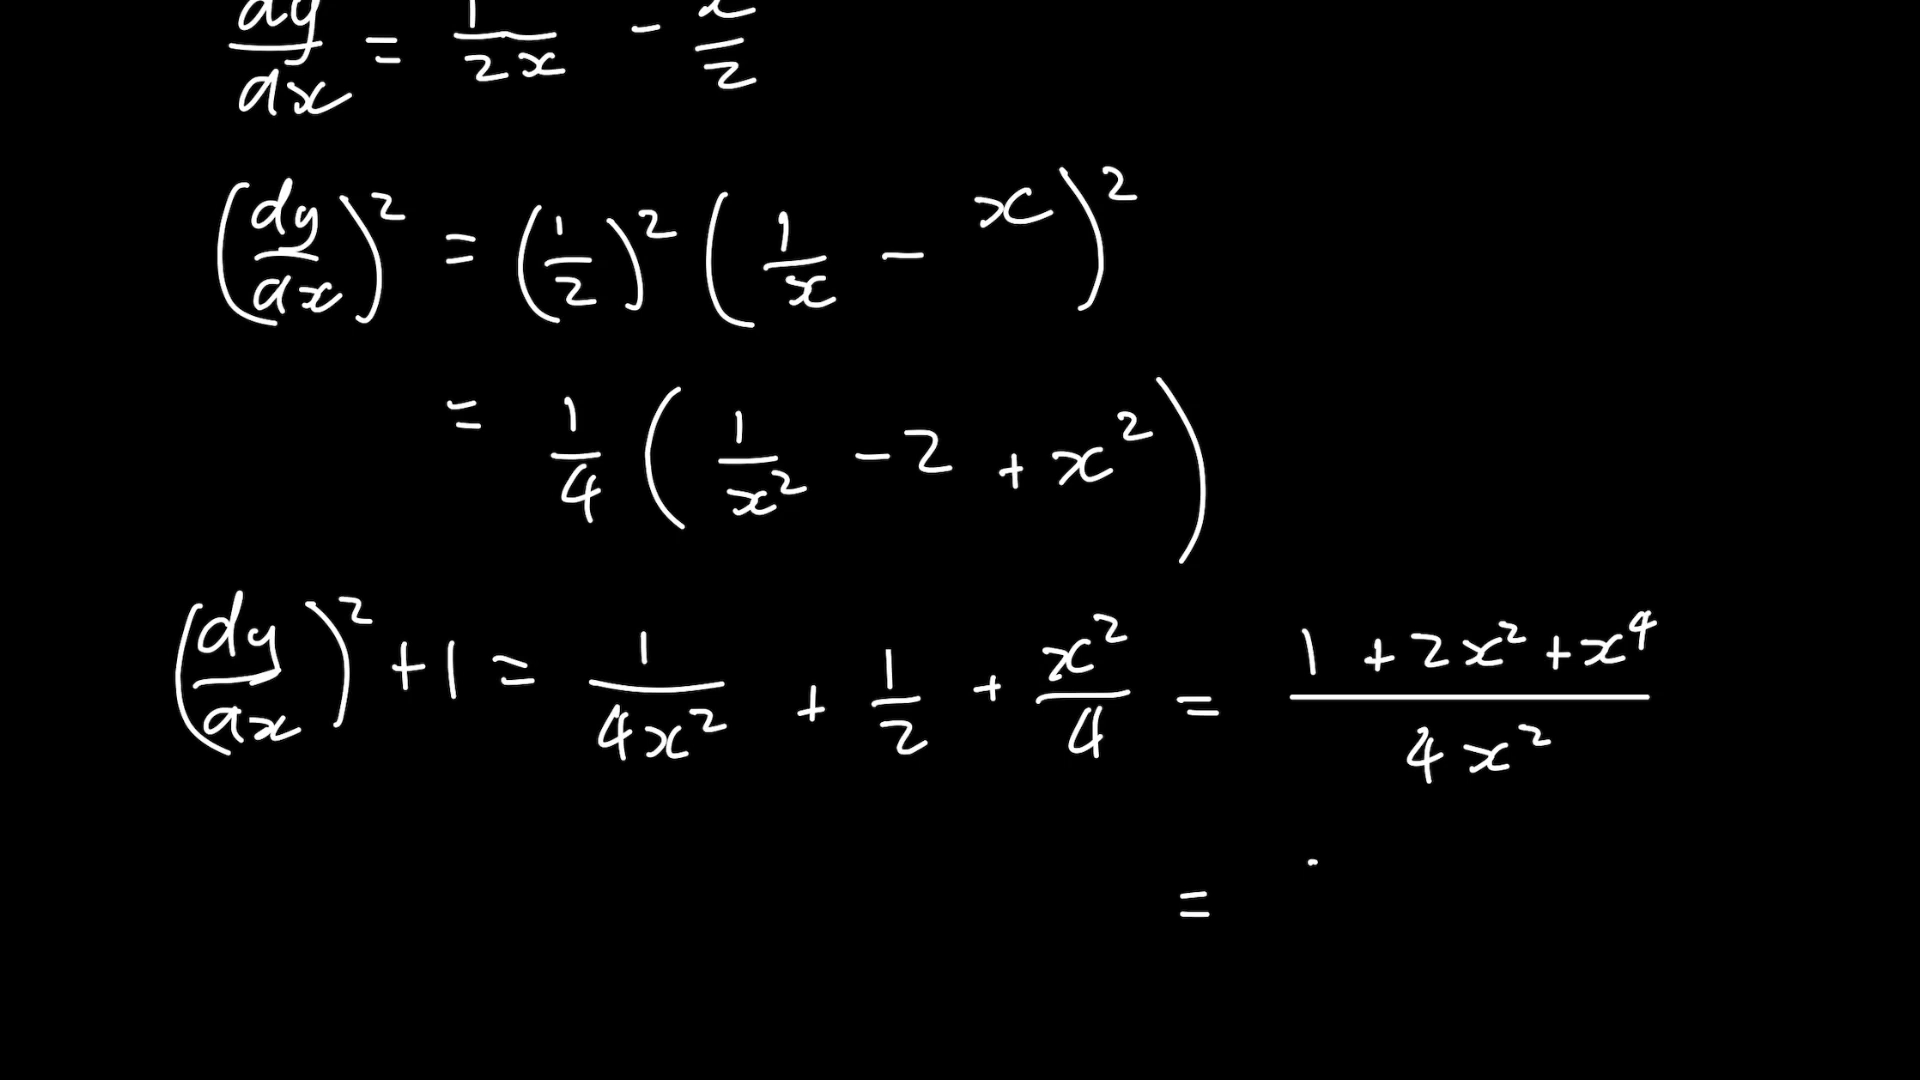 dy/dx = 1/2x - x/2
(dy/dx)² = (1/2)² (1/x - x)²
= 1/4 (1/x² - 2 + x²)
(dy/dx)² + 1 = 1/4x² + 1/2 + x²/4 = 1 + 2x² + x⁴/4x²
=